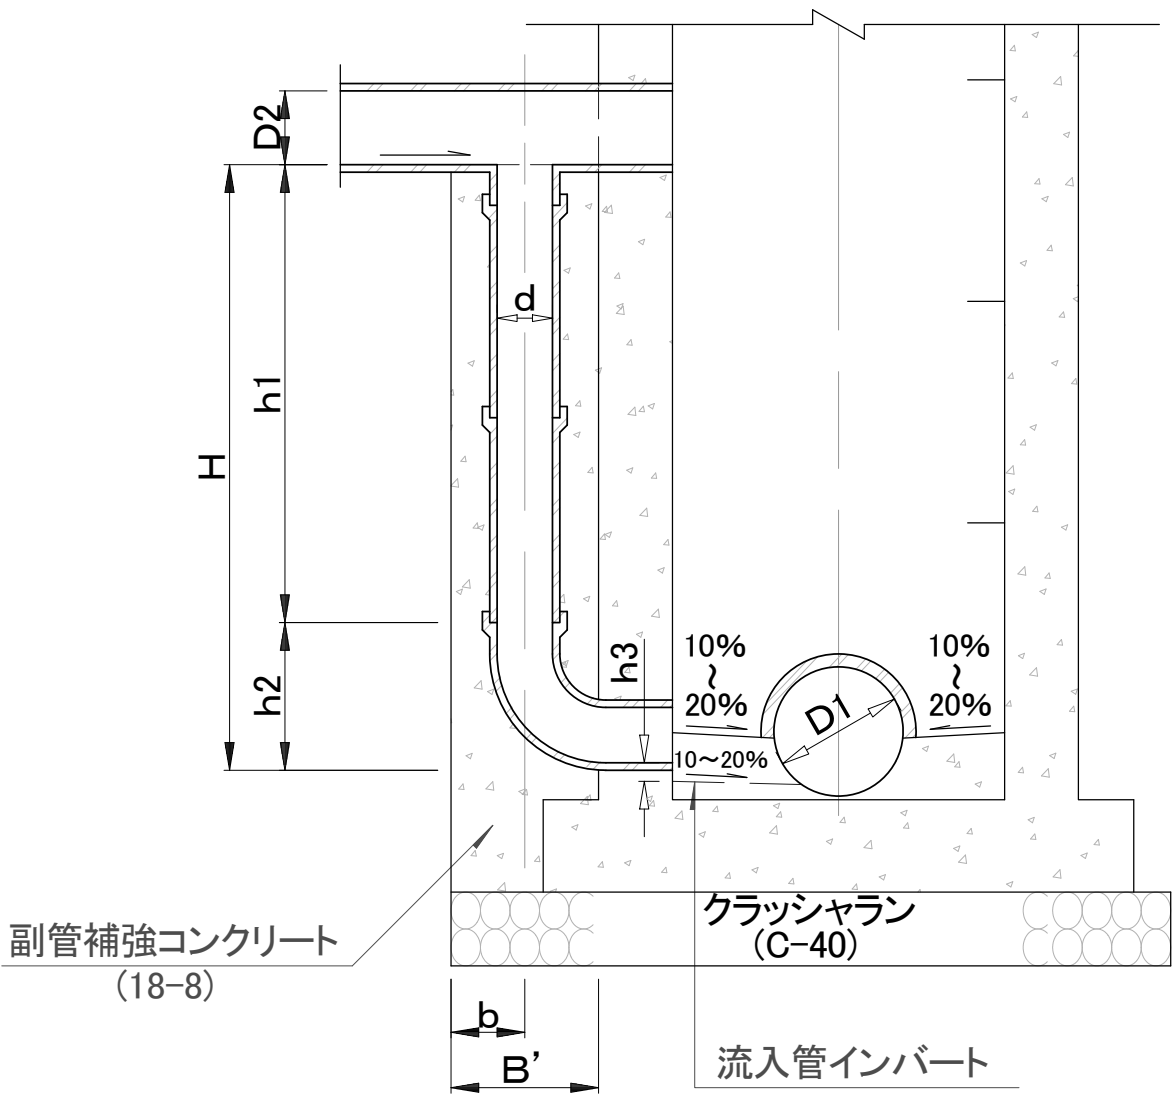 D2
h1
H
h2
d
h3
10%
～
20%
10%
～
20%
D1
10～20%
クラッシャラン
(C-40)
副管補強コンクリート
(18-8)
b
B'
流入管インバート